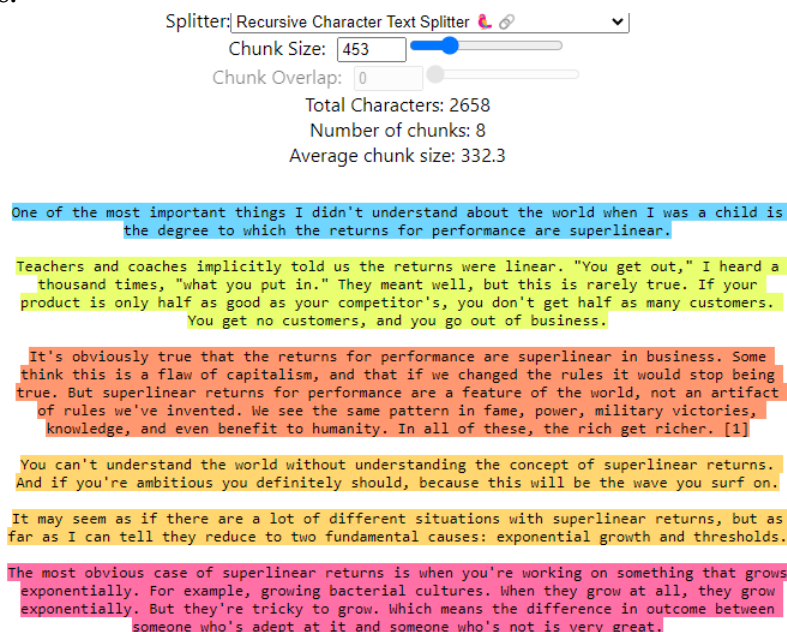 s.
Splitter: Recursive Character Text Splitter 🦜🔗
Chunk Size: 453
Chunk Overlap: 0
Total Characters: 2658
Number of chunks: 8
Average chunk size: 332.3
One of the most important things I didn't understand about the world when I was a child is
the degree to which the returns for performance are superlinear.
Teachers and coaches implicitly told us the returns were linear. "You get out," I heard a
thousand times, "what you put in." They meant well, but this is rarely true. If your
product is only half as good as your competitor's, you don't get half as many customers.
You get no customers, and you go out of business.
It's obviously true that the returns for performance are superlinear in business. Some
think this is a flaw of capitalism, and that if we changed the rules it would stop being
true. But superlinear returns for performance are a feature of the world, not an artifact
of rules we've invented. We see the same pattern in fame, power, military victories,
knowledge, and even benefit to humanity. In all of these, the rich get richer. [1]
You can't understand the world without understanding the concept of superlinear returns.
And if you're ambitious you definitely should, because this will be the wave you surf on.
It may seem as if there are a lot of different situations with superlinear returns, but as
far as I can tell they reduce to two fundamental causes: exponential growth and thresholds.
The most obvious case of superlinear returns is when you're working on something that grows
exponentially. For example, growing bacterial cultures. When they grow at all, they grow
exponentially. But they're tricky to grow. Which means the difference in outcome between
someone who's adept at it and someone who's not is very great.